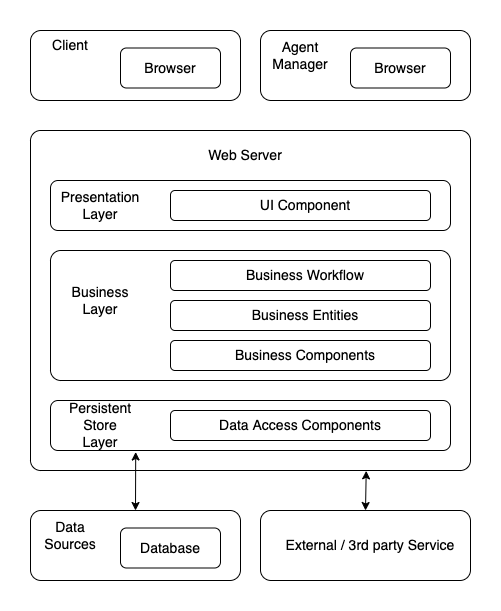 Client
Browser
Agent
Manager
Browser
Web Server
Presentation
Layer
UI Component
Business
Layer
Business Workflow
Business Entities
Business Components
Persistent
Store
Layer
Data Access Components
Data
Sources
Database
External / 3rd party Service